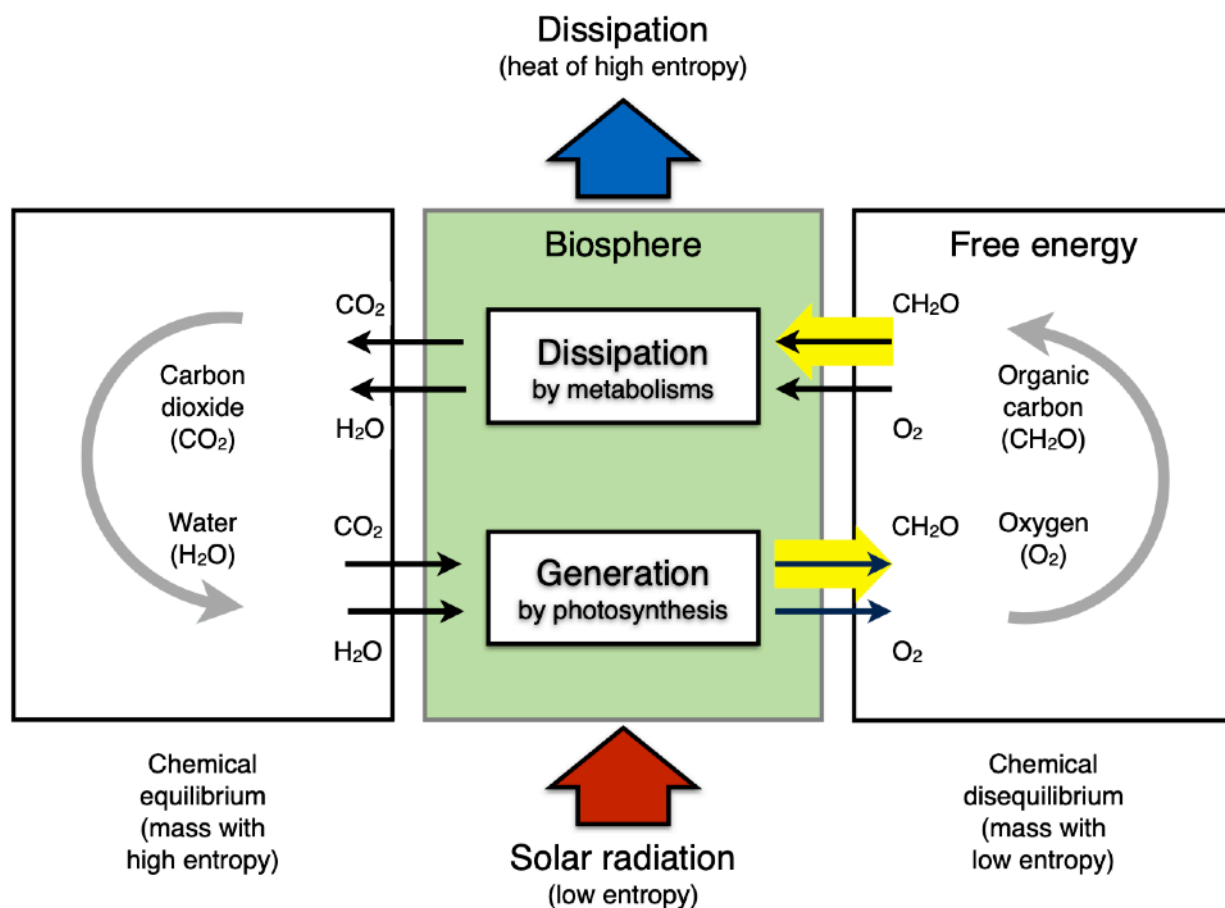 Dissipation
(heat of high entropy)
Biosphere
Free energy
CO₂
Carbon
dioxide
(CO₂)
H₂O
Water
(H₂O)
CO₂
H₂O
Dissipation
by metabolisms
Generation
by photosynthesis
CH₂O
Organic
carbon
(CH₂O)
O₂
CH₂O
Oxygen
(O₂)
O₂
Chemical
equilibrium
(mass with
high entropy)
Solar radiation
(low entropy)
Chemical
disequilibrium
(mass with
low entropy)